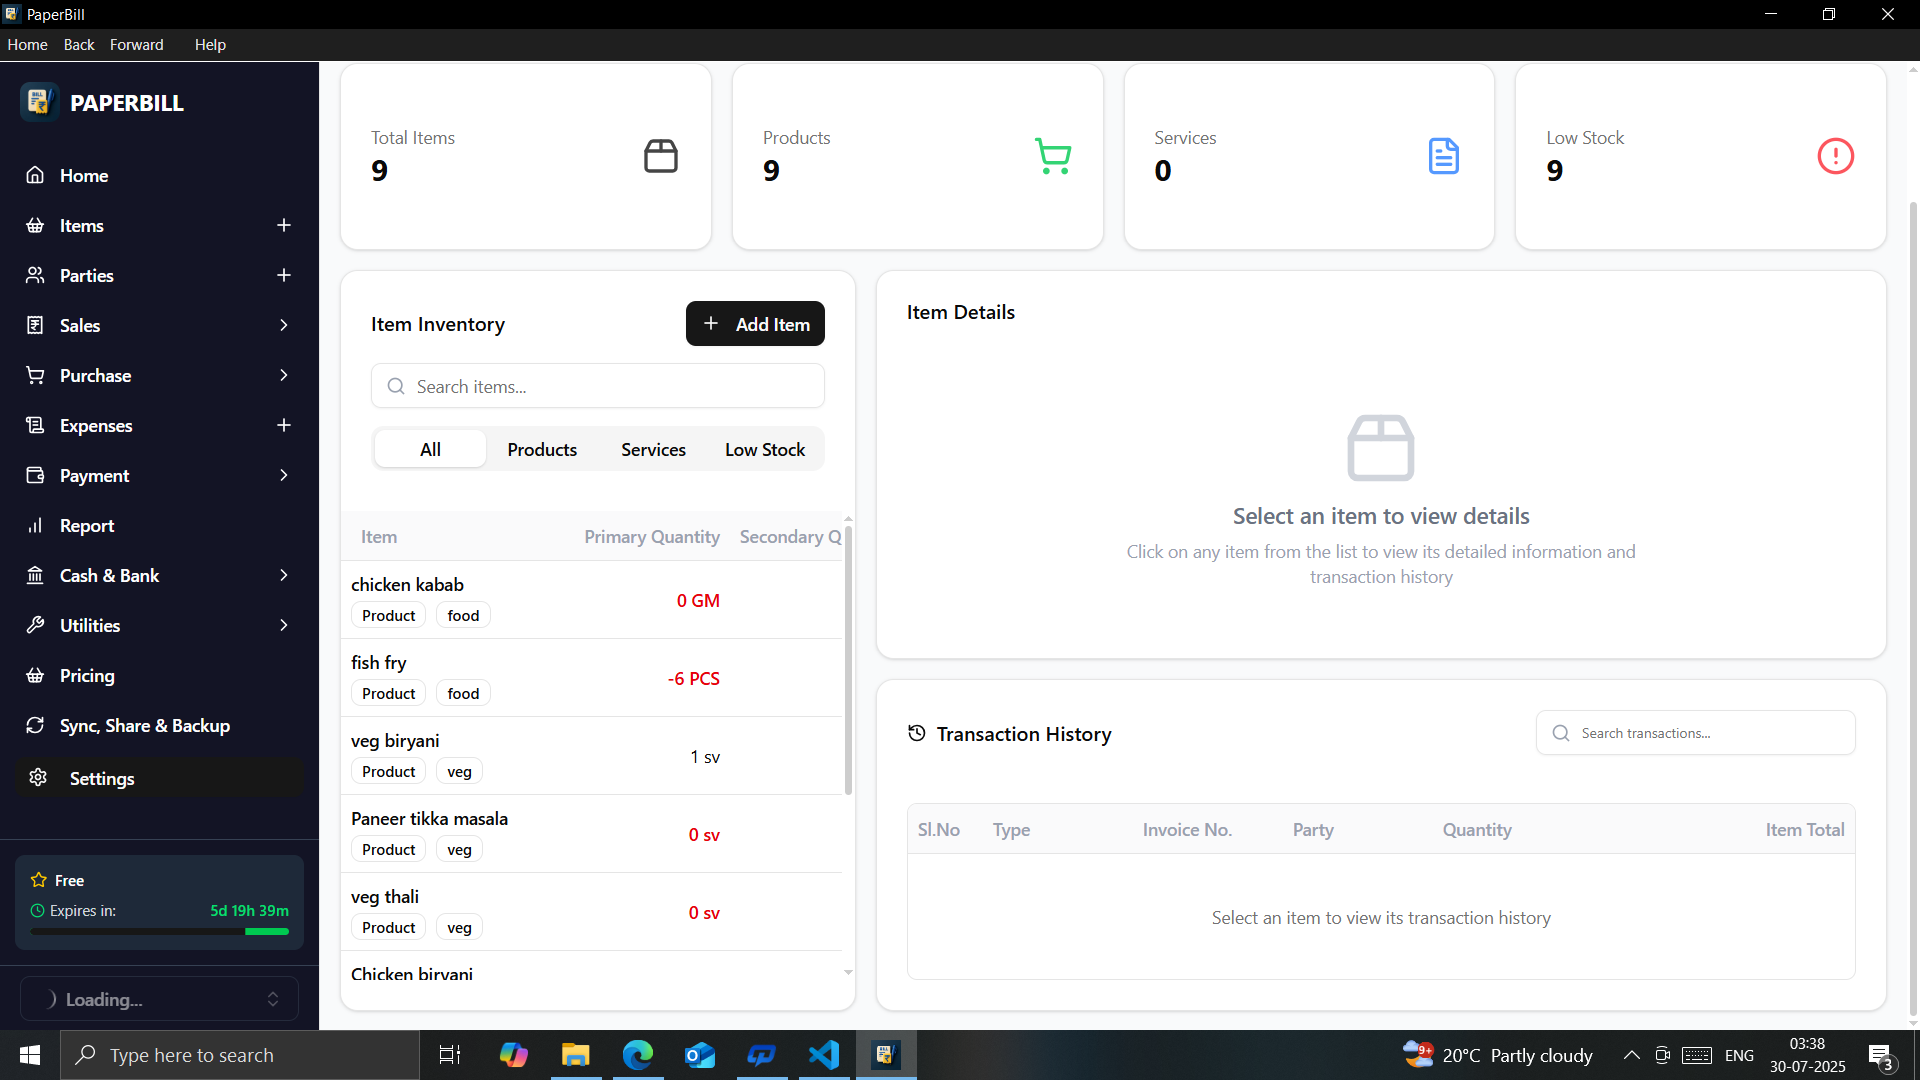 PaperBill
Home Back Forward Help
PAPERBILL
Home
Items
Parties
Sales
Purchase
Expenses
Payment
Report
Cash & Bank
Utilities
Pricing
Sync, Share & Backup
Settings
Free
Expires in: 5d 19h 39m
Loading...
Total Items
9
Products
9
Services
0
Low Stock
9
Item Inventory
Add Item
Search items...
All Products Services Low Stock
Item Primary Quantity Secondary Q
chicken kabab
Product food
0 GM
fish fry
Product food
-6 PCS
veg biryani
Product veg
1 sv
Paneer tikka masala
Product veg
0 sv
veg thali
Product veg
0 sv
Chicken biryani
Item Details
Select an item to view details
Click on any item from the list to view its detailed information and
transaction history
Transaction History
Search transactions...
Sl.No Type Invoice No. Party Quantity Item Total
Select an item to view its transaction history
Type here to search
9+
20°C Partly cloudy
ENG
03:38
30-07-2025
3